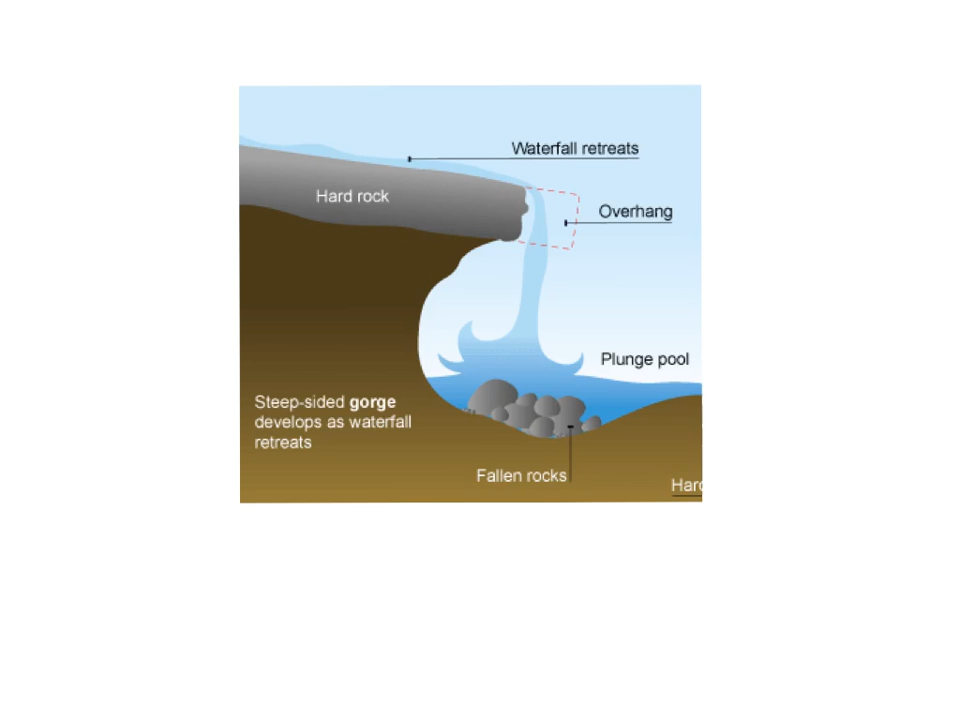 Waterfall retreats
Hard rock
Overhang
Plunge pool
Steep-sided gorge
develops as waterfall
retreats
Fallen rocks